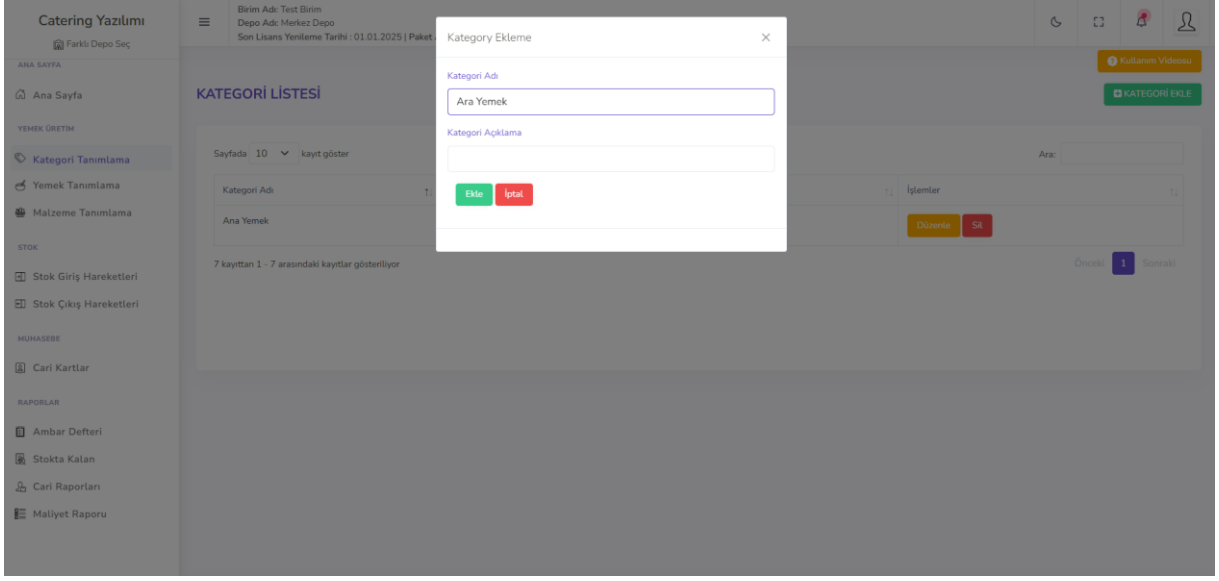 Catering Yazılımı
Farklı Depo Seç
ANA SAYFA
Ana Sayfa
YEMEK ÜRETİM
Kategori Tanımlama
Yemek Tanımlama
Malzeme Tanımlama
STOK
Stok Giriş Hareketleri
Stok Çıkış Hareketleri
MUHASEBE
Cari Kartlar
RAPORLAR
Ambar Defteri
Stokta Kalan
Cari Raporları
Maliyet Raporu
Birim Adı: Test Birim
Depo Adı: Merkez Depo
Son Lisans Yenileme Tarihi : 01.01.2025 | Paket
Kullanım Videosu
KATEGORİ LİSTESİ
KATEGORİ EKLE
Sayfada 10 kayıt göster
Ara:
Kategori Adı
İşlemler
Ana Yemek
Düzenle
Sil
7 kayıttan 1 - 7 arasındaki kayıtlar gösteriliyor
Önceki 1 Sonraki
Kategory Ekleme
Kategori Adı
Ara Yemek
Kategori Açıklama
Ekle
İptal